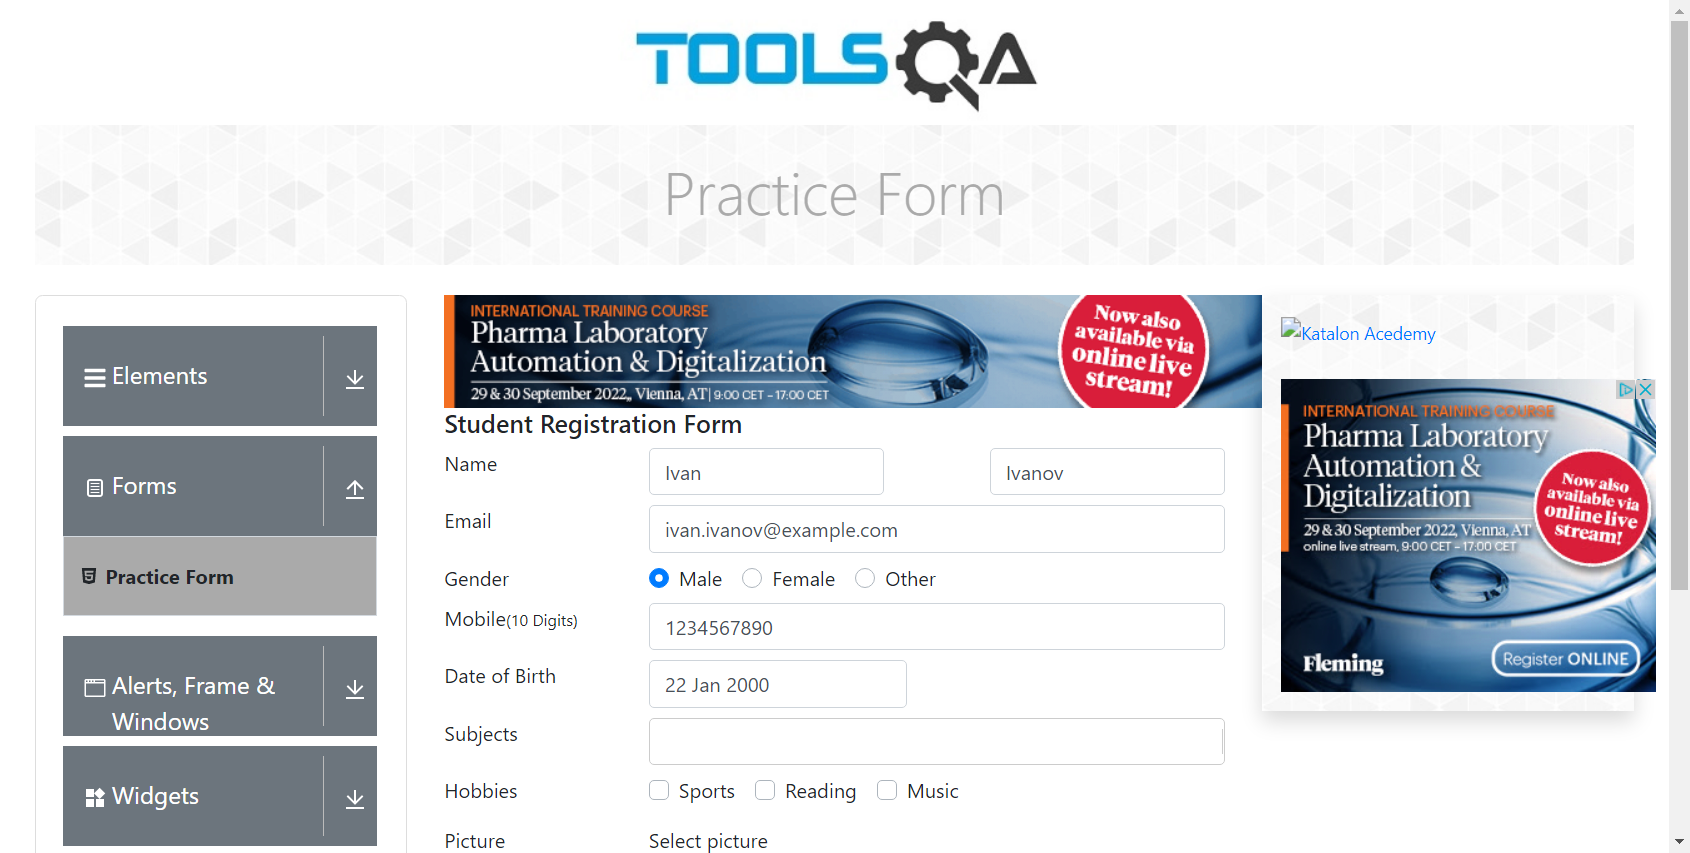 TOOLSQA
Practice Form
Elements
Forms
Practice Form
Alerts, Frame &
Windows
Widgets
INTERNATIONAL TRAINING COURSE
Pharma Laboratory
Automation & Digitalization
29 & 30 September 2022,, Vienna, AT| 9:00 CET - 17:00 CET
Now also
available via
online live
stream!
Student Registration Form
Name
Ivan
Ivanov
Email
ivan.ivanov@example.com
Gender
Male
Female
Other
Mobile(10 Digits)
1234567890
Date of Birth
22 Jan 2000
Subjects
Hobbies
Sports
Reading
Music
Picture
Select picture
Katalon Acedemy
INTERNATIONAL TRAINING COURSE
Pharma Laboratory
Automation &
Digitalization
29 & 30 September 2022, Vienna, AT
online live stream, 9:00 CET - 17:00 CET
Now also
available via
online live
stream!
Fleming
Register ONLINE